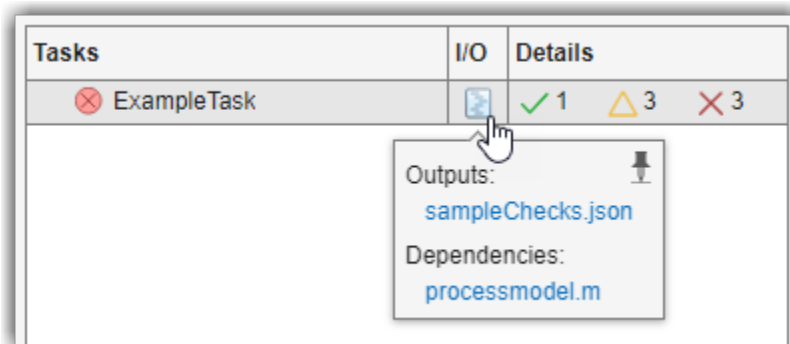 Tasks I/O Details
ExampleTask 1 3 3
Outputs:
sampleChecks.json
Dependencies:
processmodel.m